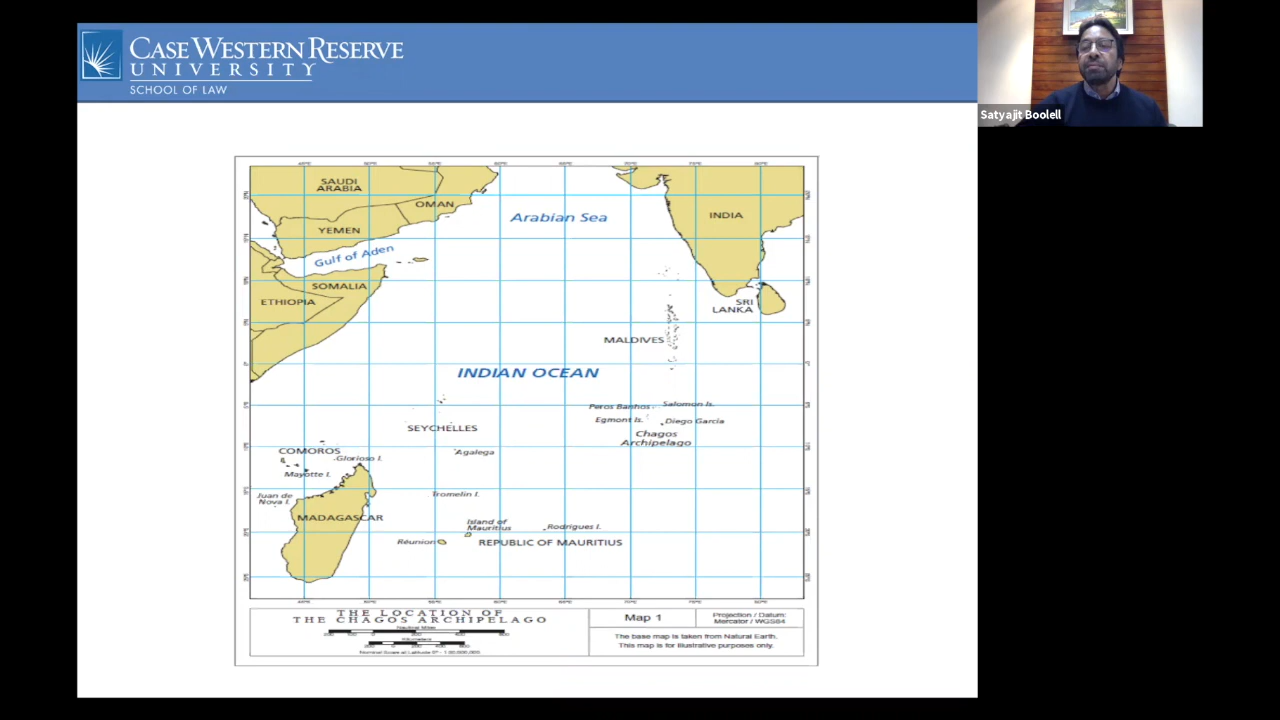 CASE WESTERN RESERVE
UNIVERSITY
SCHOOL OF LAW
Satyajit Boolell
SAUDI
ARABIA
OMAN
YEMEN
Arabian Sea
INDIA
Gulf of Aden
SOMALIA
ETHIOPIA
SRI
LANKA
MALDIVES
INDIAN OCEAN
Peros Banhos
Salomon Is.
Egmont Is.
Diego Garcia
Chagos
Archipelago
SEYCHELLES
Agalega
COMOROS
Glorioso I.
Mayotte I.
Juan de
Nova I.
Tromelin I.
MADAGASCAR
Island of
Mauritius
Rodrigues I.
Réunion
REPUBLIC OF MAURITIUS
THE LOCATION OF
THE CHAGOS ARCHIPELAGO
Nautical Miles
Kilometers
Map 1
Projection / Datum:
Mercator / WGS84
The base map is taken from Natural Earth.
This map is for illustrative purposes only.